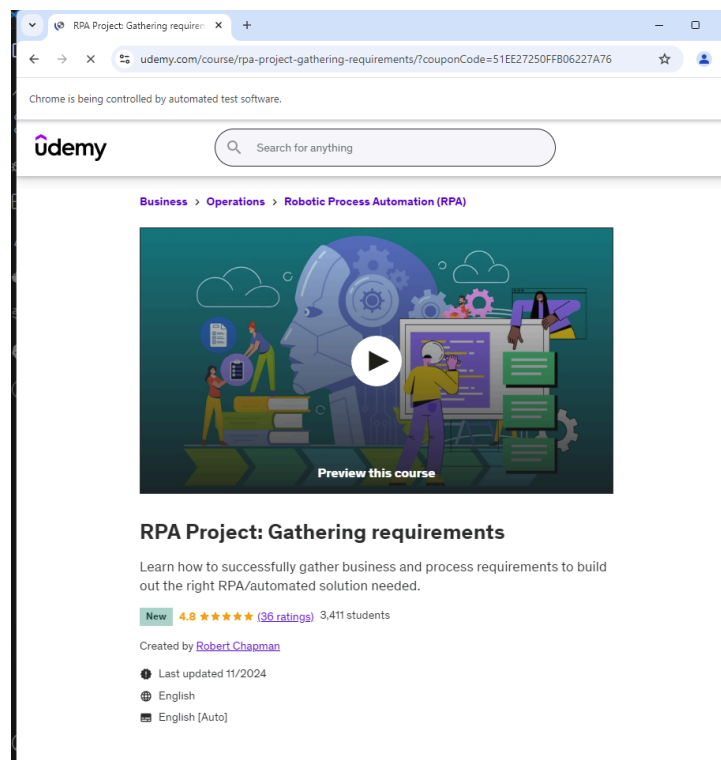 RPA Project: Gathering requiren
udemy.com/course/rpa-project-gathering-requirements/?couponCode=51EE27250FFB06227A76
Chrome is being controlled by automated test software.
ûdemy
Search for anything
Business > Operations > Robotic Process Automation (RPA)
Preview this course
RPA Project: Gathering requirements
Learn how to successfully gather business and process requirements to build
out the right RPA/automated solution needed.
New 4.8 (36 ratings) 3,411 students
Created by Robert Chapman
Last updated 11/2024
English
English [Auto]